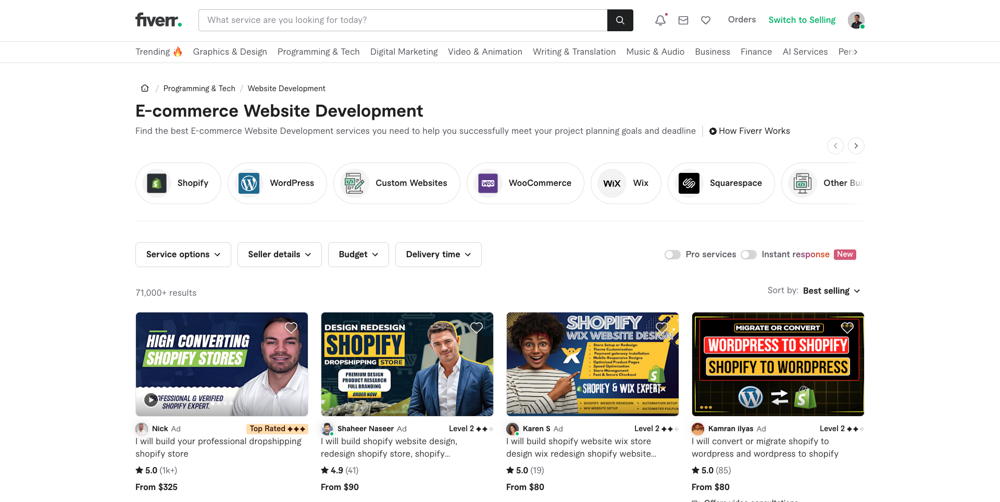 fiverr.
What service are you looking for today?
Orders
Switch to Selling
Trending 🔥 Graphics & Design Programming & Tech Digital Marketing Video & Animation Writing & Translation Music & Audio Business Finance AI Services
/ Programming & Tech / Website Development
E-commerce Website Development
Find the best E-commerce Website Development services you need to help you successfully meet your project planning goals and deadline
How Fiverr Works
Shopify
WordPress
Custom Websites
WOO
WooCommerce
WiX
Wix
Squarespace
Other
Service options
Seller details
Budget
Delivery time
Pro services
Instant response New
71,000+ results
Sort by: Best selling
HIGH CONVERTING
SHOPIFY STORES
PROFESSIONAL & VERIFIED
SHOPIFY EXPERT.
Nick Ad
Top Rated
I will build your professional dropshipping
shopify store
5.0 (1k+)
From $325
DESIGN REDESIGN
SHOPIFY
DROPSHIPPING STORE
PREMIUM DESIGN
PRODUCT RESEARCH
FULL BRANDING
ORDER NOW
Shaheer Naseer Ad
Level 2
I will build shopify website design,
redesign shopify store, shopify...
4.9 (41)
From $90
SHOPIFY
WIX WEBSITE DESIGN
• Store Setup or Redesign
• Theme Customization
• Payment gateway installation
• Mobile-Responsive Designs
• Optimized Product Pages
• Speed Optimization
• Store Management
• Fast & Secure Checkout
SHOPIFY & WIX EXPERT
• SHOPIFY WEBSITE REDESIGN • AUTOMATION SETUP
• WIX WEBSITE SETUP • AUTOMATED FULFILM
Karen S Ad
Level 2
I will build shopify website wix store
design wix redesign shopify website...
5.0 (19)
From $80
MIGRATE OR CONVERT
WORDPRESS TO SHOPIFY
SHOPIFY TO WORDPRESS
Kamran ilyas Ad
Level 2
I will convert or migrate shopify to
wordpress and wordpress to shopify
5.0 (85)
From $80
Offers video consultations